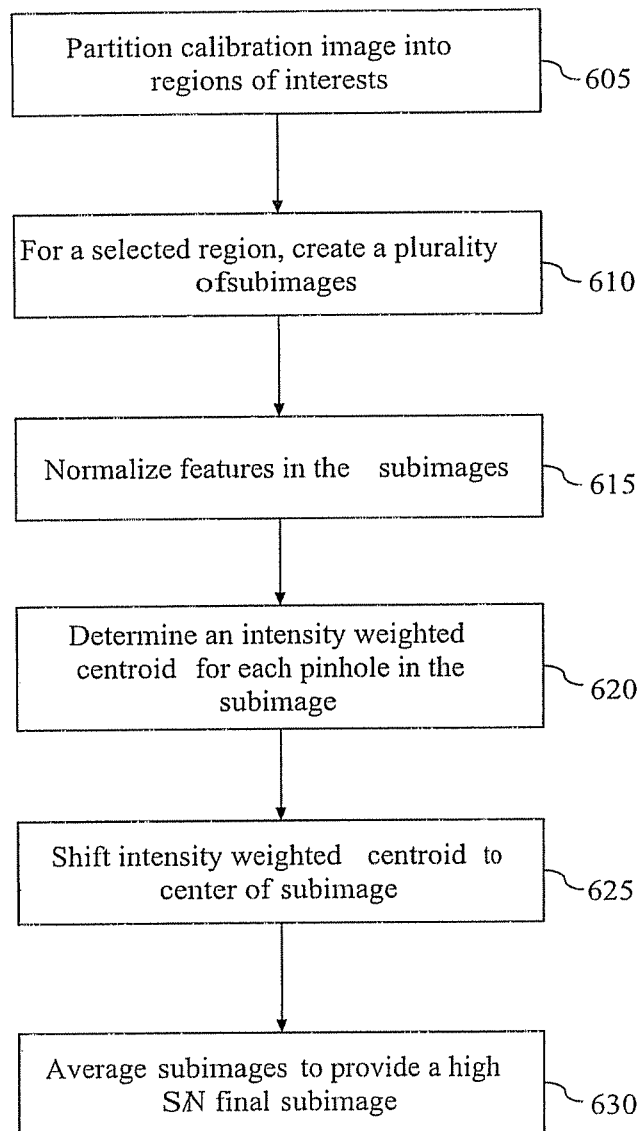 Partition calibration image into
regions of interests
605
For a selected region, create a plurality
ofsubimages
610
Normalize features in the subimages
615
Determine an intensity weighted
centroid for each pinhole in the
subimage
620
Shift intensity weighted centroid to
center of subimage
625
Average subimages to provide a high
S/N final subimage
630